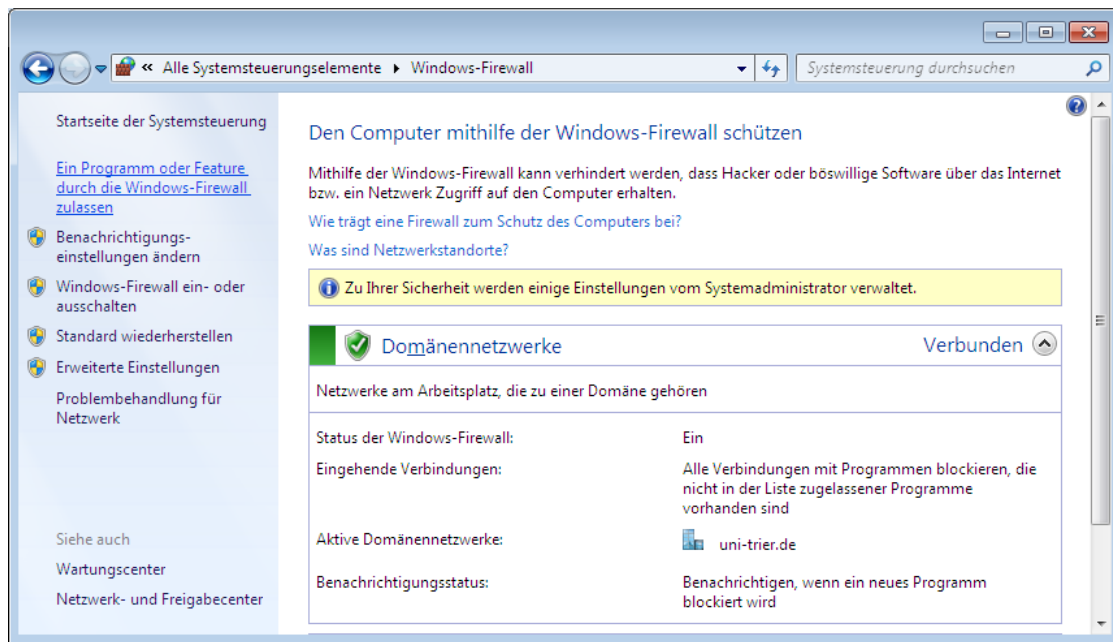 « Alle Systemsteuerungselemente ▸ Windows-Firewall
Systemsteuerung durchsuchen
Startseite der Systemsteuerung
Ein Programm oder Feature
durch die Windows-Firewall
zulassen
Benachrichtigungs-
einstellungen ändern
Windows-Firewall ein- oder
ausschalten
Standard wiederherstellen
Erweiterte Einstellungen
Problembehandlung für
Netzwerk
Siehe auch
Wartungscenter
Netzwerk- und Freigabecenter
Den Computer mithilfe der Windows-Firewall schützen
Mithilfe der Windows-Firewall kann verhindert werden, dass Hacker oder böswillige Software über das Internet
bzw. ein Netzwerk Zugriff auf den Computer erhalten.
Wie trägt eine Firewall zum Schutz des Computers bei?
Was sind Netzwerkstandorte?
Zu Ihrer Sicherheit werden einige Einstellungen vom Systemadministrator verwaltet.
Domänennetzwerke Verbunden
Netzwerke am Arbeitsplatz, die zu einer Domäne gehören
Status der Windows-Firewall: Ein
Eingehende Verbindungen: Alle Verbindungen mit Programmen blockieren, die
nicht in der Liste zugelassener Programme
vorhanden sind
Aktive Domänennetzwerke: uni-trier.de
Benachrichtigungsstatus: Benachrichtigen, wenn ein neues Programm
blockiert wird